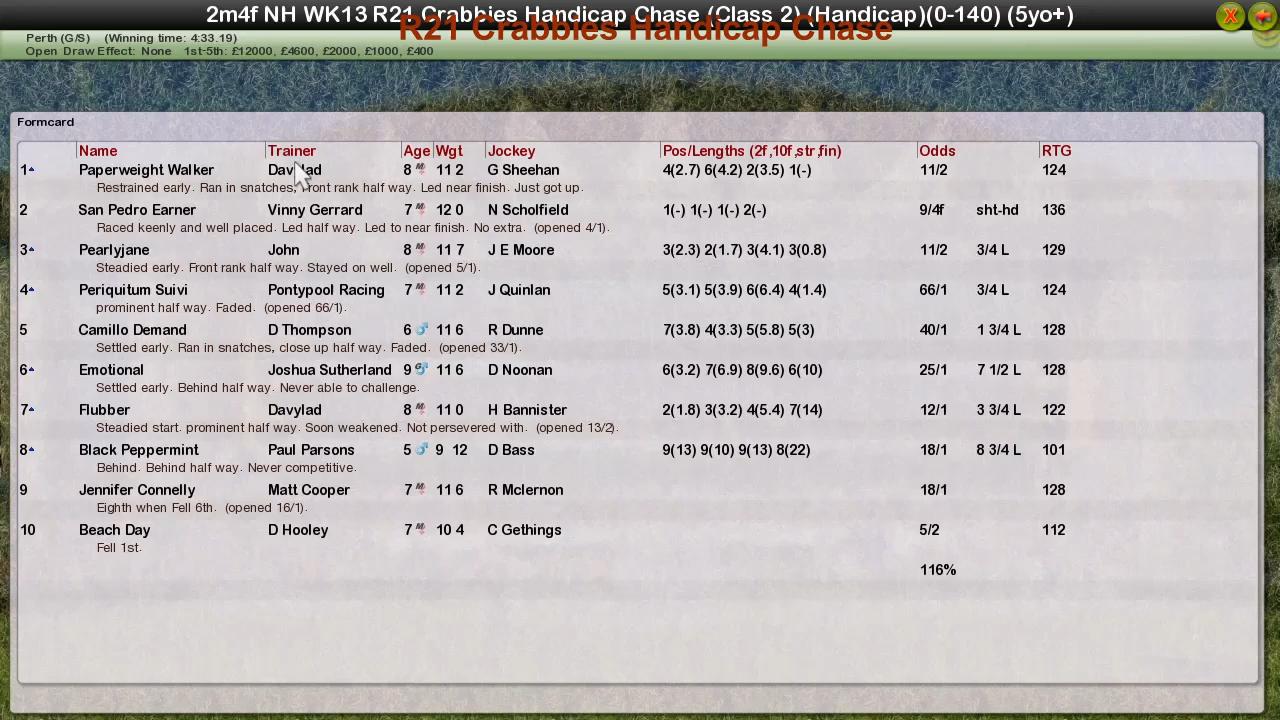 2m4f NH WK13 R21 Crabbies Handicap Chase (Class 2) (Handicap)(0-140) (5yo+)
R21 Crabbies Handicap Chase
Perth (G/S) (Winning time: 4:33.19)
Open Draw Effect: None 1st-5th: £12000, £4600, £2000, £1000, £400
Formcard
Name Trainer Age Wgt Jockey Pos/Lengths (2f,10f,str,fin) Odds RTG
1 Paperweight Walker Davylad 8 11 2 G Sheehan 4(2.7) 6(4.2) 2(3.5) 1(-) 11/2 124
Restrained early. Ran in snatches, front rank half way. Led near finish. Just got up.
2 San Pedro Earner Vinny Gerrard 7 12 0 N Scholfield 1(-) 1(-) 1(-) 2(-) 9/4f sht-hd 136
Raced keenly and well placed. Led half way. Led to near finish. No extra. (opened 4/1).
3 Pearlyjane John 8 11 7 J E Moore 3(2.3) 2(1.7) 3(4.1) 3(0.8) 11/2 3/4 L 129
Steadied early. Front rank half way. Stayed on well. (opened 5/1).
4 Periquitum Suivi Pontypool Racing 7 11 2 J Quinlan 5(3.1) 5(3.9) 6(6.4) 4(1.4) 66/1 3/4 L 124
prominent half way. Faded. (opened 66/1).
5 Camillo Demand D Thompson 6 11 6 R Dunne 7(3.8) 4(3.3) 5(5.8) 5(3) 40/1 1 3/4 L 128
Settled early. Ran in snatches, close up half way. Faded. (opened 33/1).
6 Emotional Joshua Sutherland 9 11 6 D Noonan 6(3.2) 7(6.9) 8(9.6) 6(10) 25/1 7 1/2 L 128
Settled early. Behind half way. Never able to challenge.
7 Flubber Davylad 8 11 0 H Bannister 2(1.8) 3(3.2) 4(5.4) 7(14) 12/1 3 3/4 L 122
Steadied start. prominent half way. Soon weakened. Not persevered with. (opened 13/2).
8 Black Peppermint Paul Parsons 5 9 12 D Bass 9(13) 9(10) 9(13) 8(22) 18/1 8 3/4 L 101
Behind. Behind half way. Never competitive.
9 Jennifer Connelly Matt Cooper 7 11 6 R Mclernon 18/1 128
Eighth when Fell 6th. (opened 16/1).
10 Beach Day D Hooley 7 10 4 C Gethings 5/2 112
Fell 1st.
116%